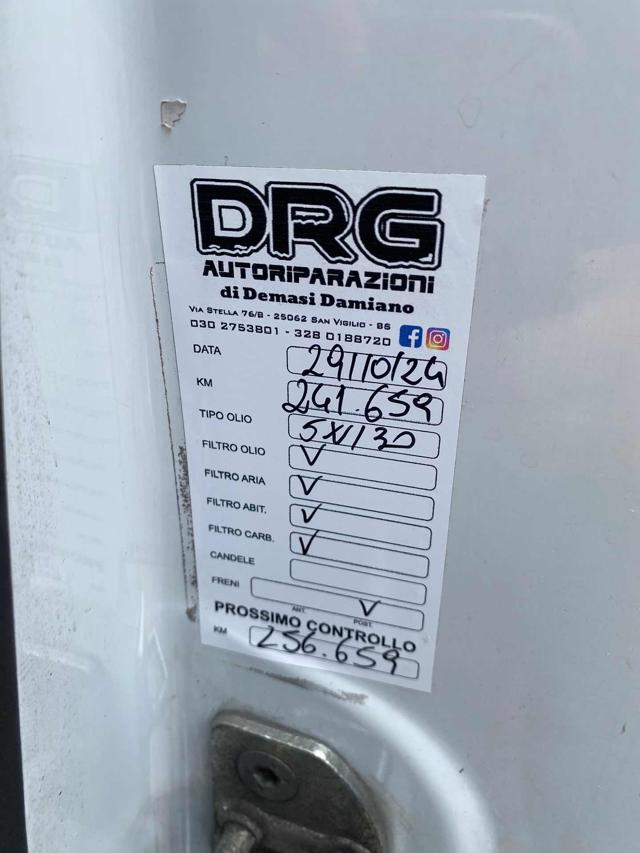 DRG
AUTORIPARAZIONI
di Demasi Damiano
VIA STELLA 76/B - 25062 SAN VIGILIO - BS
030 2753801 - 328 0188720
DATA 29/10/24
KM 241.659
TIPO OLIO 5W30
FILTRO OLIO ✓
FILTRO ARIA ✓
FILTRO ABIT. ✓
FILTRO CARB. ✓
CANDELE
FRENI ✓
ANT. POST.
PROSSIMO CONTROLLO
KM 256.659